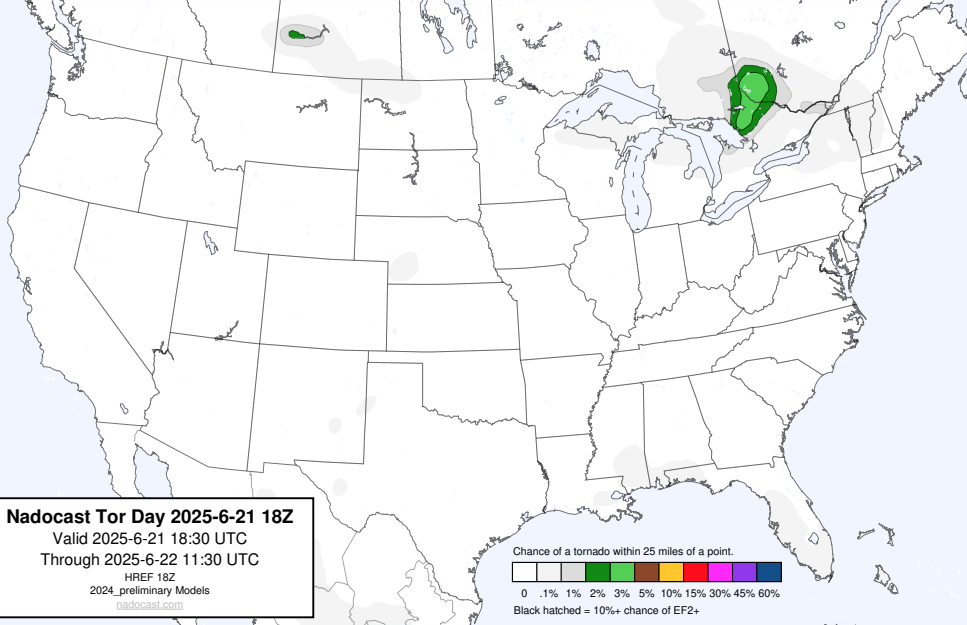 Nadocast Tor Day 2025-6-21 18Z
Valid 2025-6-21 18:30 UTC
Through 2025-6-22 11:30 UTC
HREF 18Z
2024_preliminary Models
nadocast.com
Chance of a tornado within 25 miles of a point.
0 .1% 1% 2% 3% 5% 10% 15% 30% 45% 60%
Black hatched = 10%+ chance of EF2+